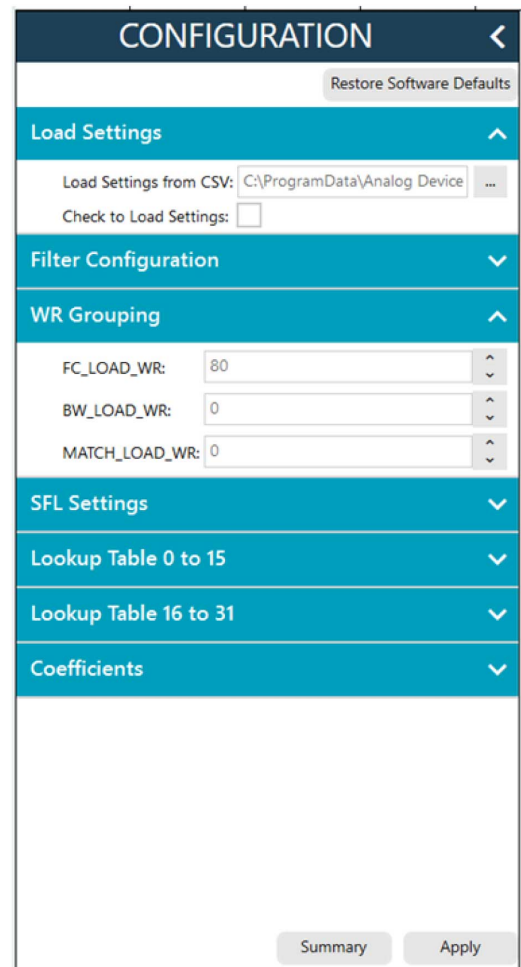 CONFIGURATION
Restore Software Defaults
Load Settings
Load Settings from CSV: C:\ProgramData\Analog Device ...
Check to Load Settings:
Filter Configuration
WR Grouping
FC_LOAD_WR: 80
BW_LOAD_WR: 0
MATCH_LOAD_WR: 0
SFL Settings
Lookup Table 0 to 15
Lookup Table 16 to 31
Coefficients
Summary Apply